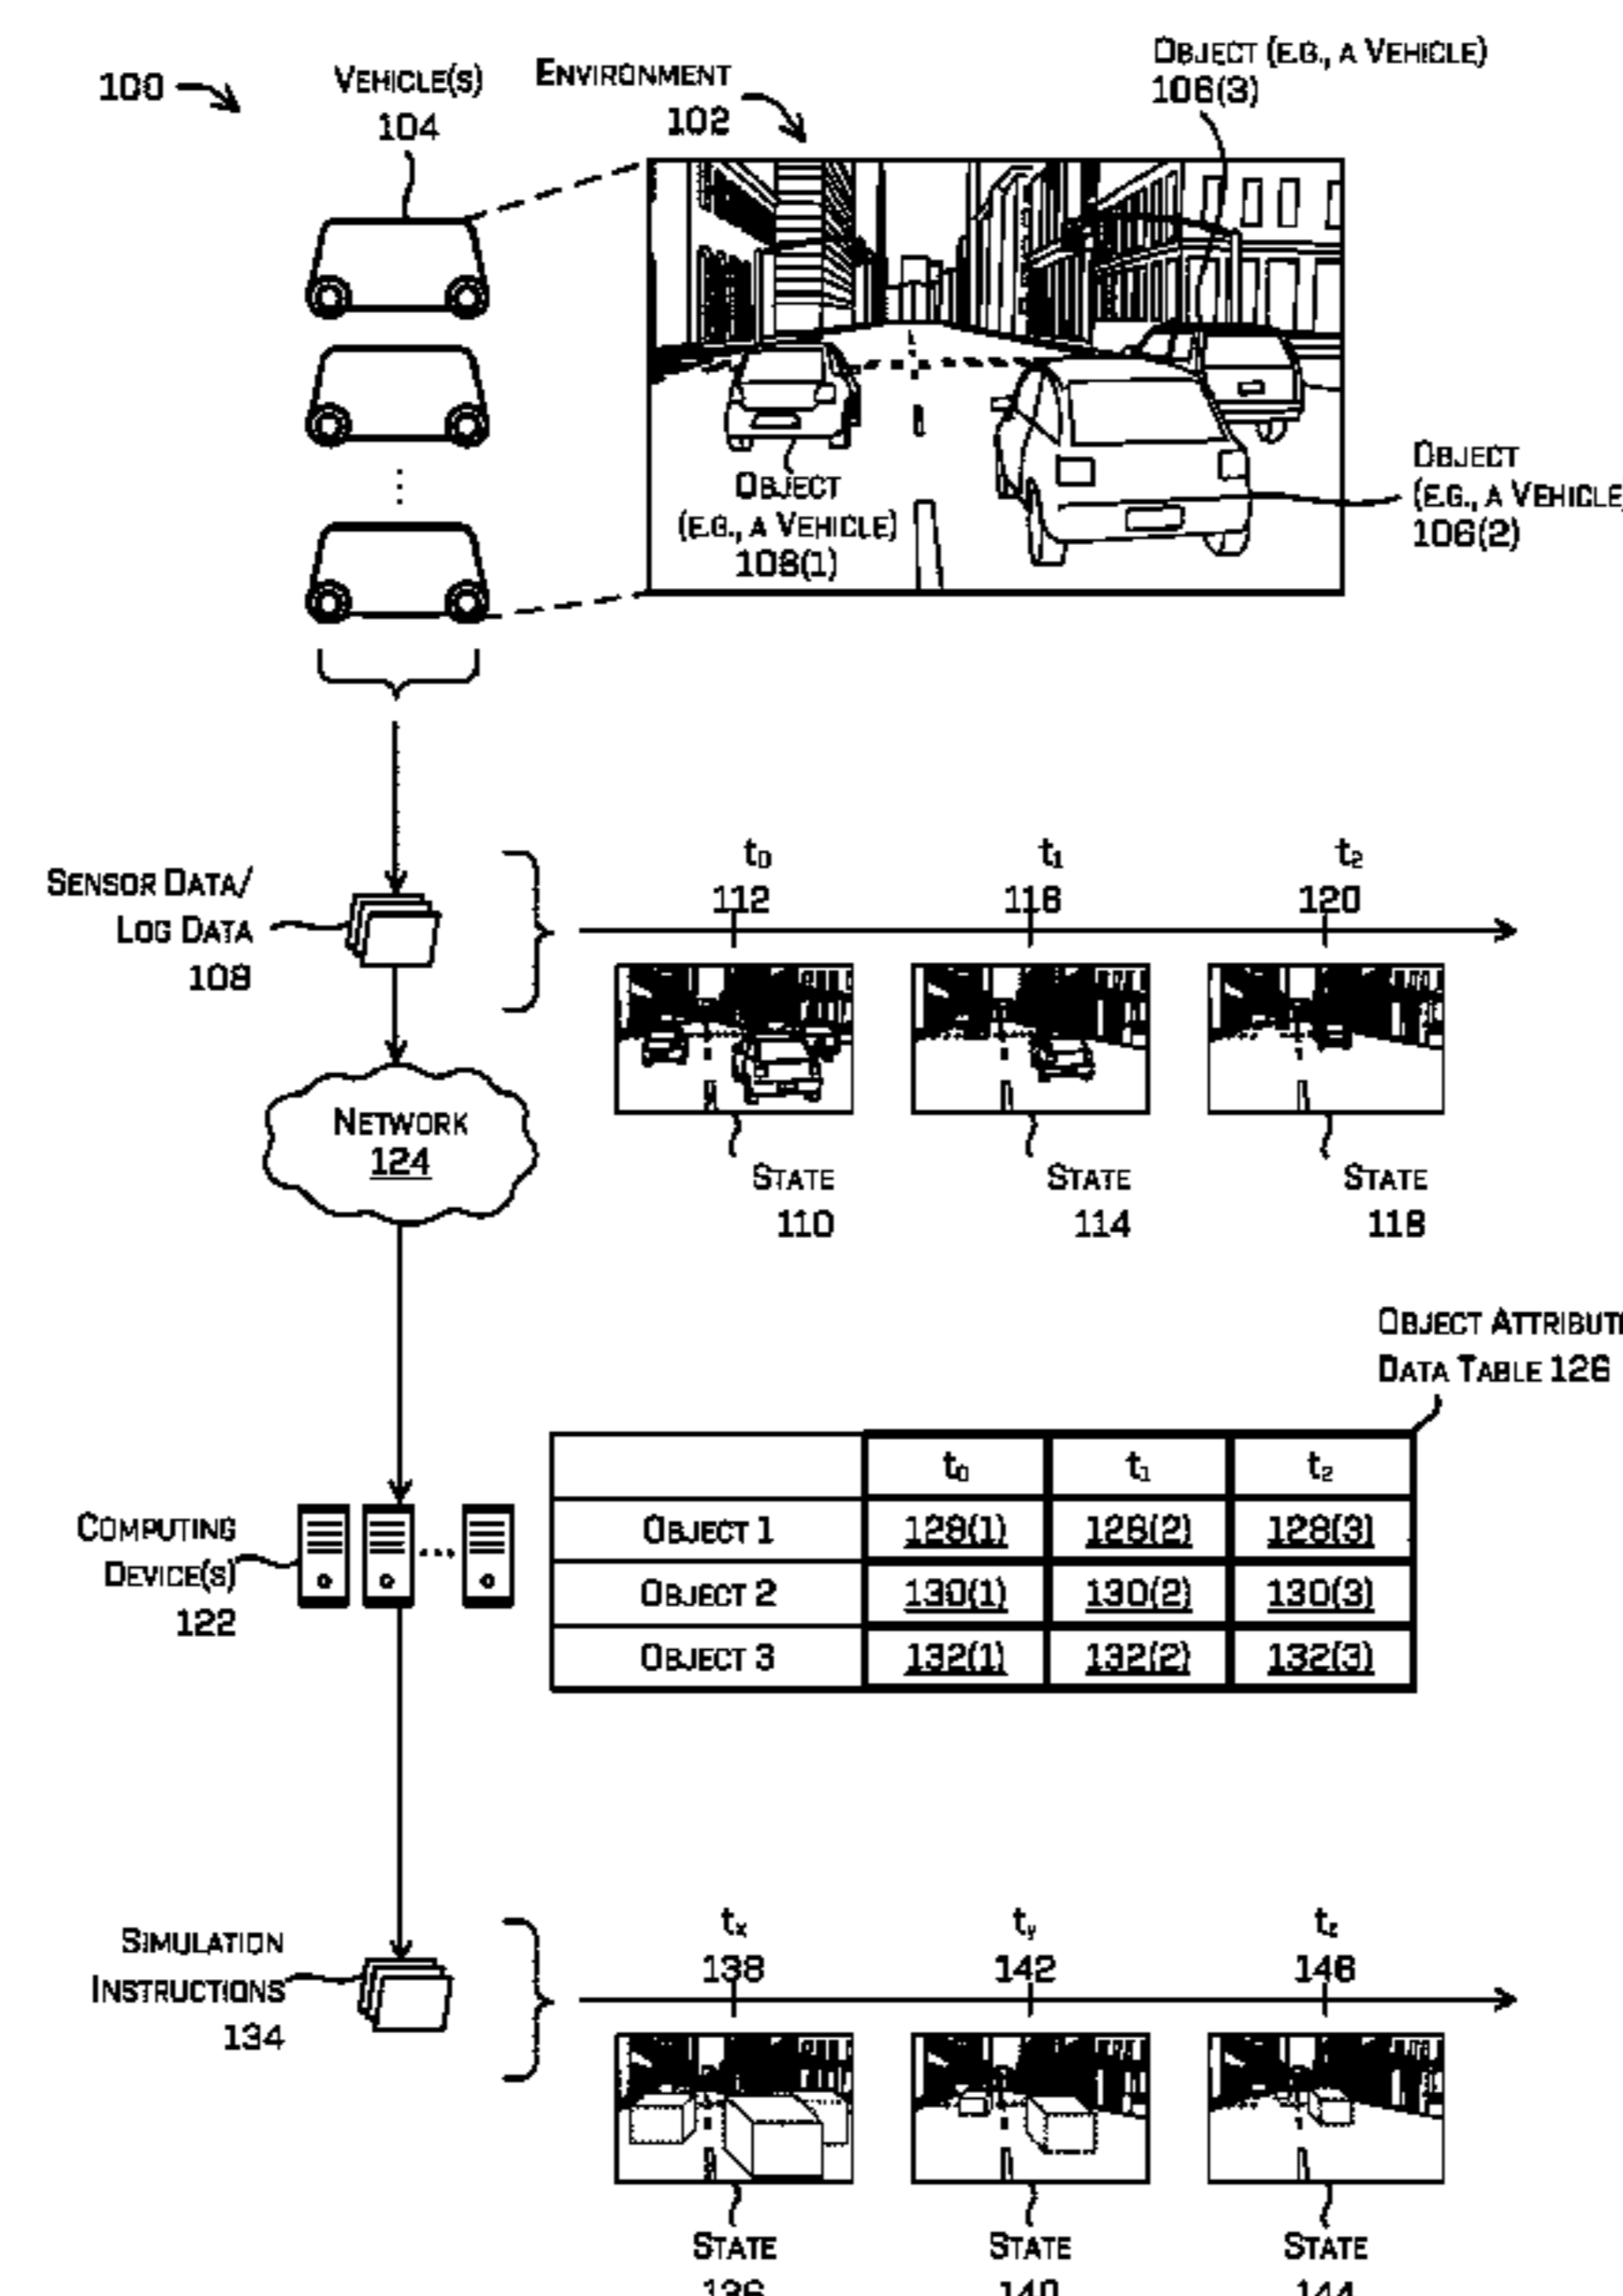 100
VEHICLE(S)
104
ENVIRONMENT
102
OBJECT (E.G., A VEHICLE)
106(3)
OBJECT
(E.G., A VEHICLE)
106(1)
OBJECT
(E.G., A VEHICLE
106(2)
SENSOR DATA/
LOG DATA
108
t0
112
t1
116
t2
120
STATE
110
STATE
114
STATE
118
NETWORK
124
OBJECT ATTRIBUT
DATA TABLE 126
t0 t1 t2
OBJECT 1 128(1) 128(2) 128(3)
OBJECT 2 130(1) 130(2) 130(3)
OBJECT 3 132(1) 132(2) 132(3)
COMPUTING
DEVICE(S)
122
SIMULATION
INSTRUCTIONS
134
tx
138
ty
142
tz
146
STATE
136
STATE
140
STATE
144